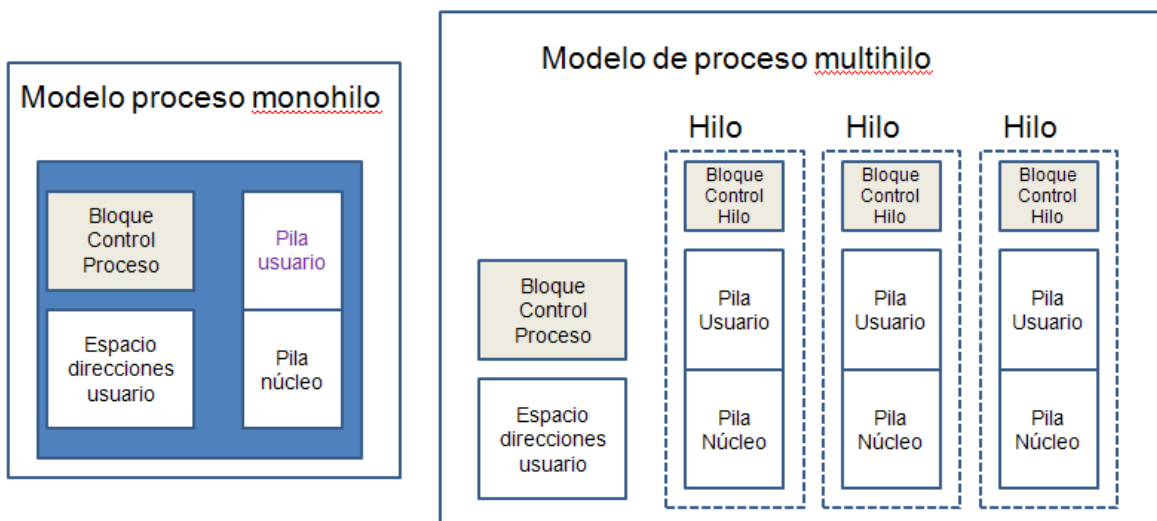 Modelo proceso monohilo
Bloque
Control
Proceso
Pila
usuario
Espacio
direcciones
usuario
Pila
núcleo
Modelo de proceso multihilo
Hilo
Hilo
Hilo
Bloque
Control
Hilo
Bloque
Control
Hilo
Bloque
Control
Hilo
Bloque
Control
Proceso
Pila
Usuario
Pila
Usuario
Pila
Usuario
Espacio
direcciones
usuario
Pila
Núcleo
Pila
Núcleo
Pila
Núcleo